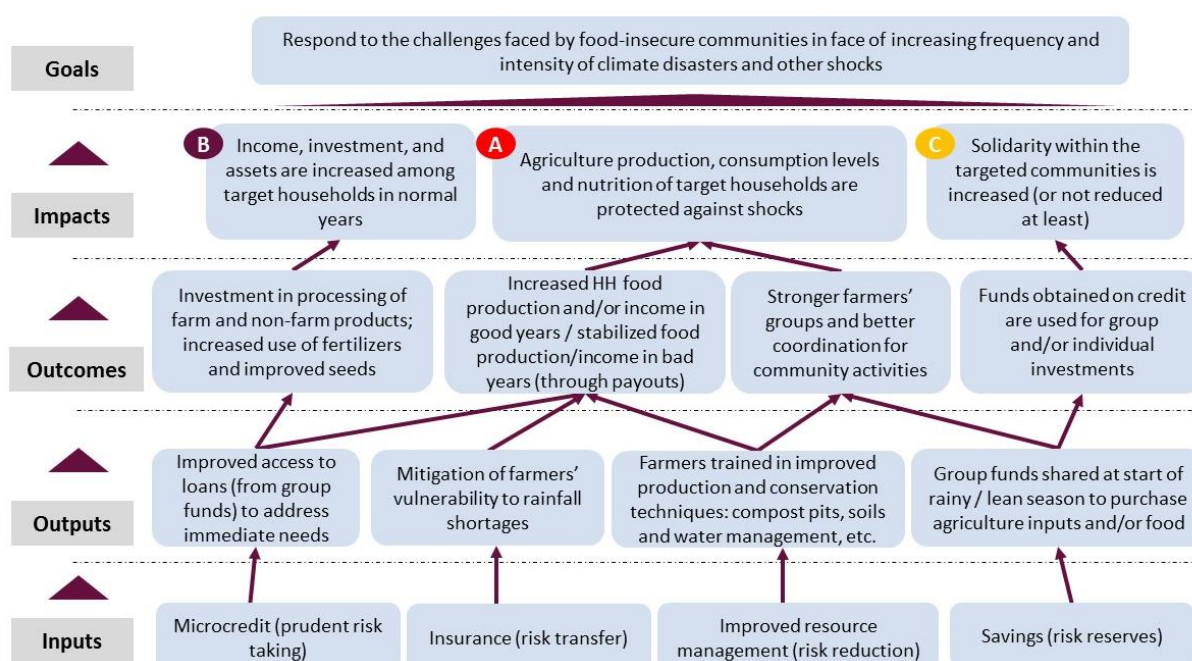 Goals
Respond to the challenges faced by food-insecure communities in face of increasing frequency and
intensity of climate disasters and other shocks
Impacts
B
Income, investment, and
assets are increased among
target households in normal
years
A
Agriculture production, consumption levels
and nutrition of target households are
protected against shocks
C
Solidarity within the
targeted communities is
increased (or not reduced
at least)
Outcomes
Investment in processing of
farm and non-farm products;
increased use of fertilizers
and improved seeds
Increased HH food
production and/or income in
good years / stabilized food
production/income in bad
years (through payouts)
Stronger farmers’
groups and better
coordination for
community activities
Funds obtained on credit
are used for group
and/or individual
investments
Outputs
Improved access to
loans (from group
funds) to address
immediate needs
Mitigation of farmers’
vulnerability to rainfall
shortages
Farmers trained in improved
production and conservation
techniques: compost pits, soils
and water management, etc.
Group funds shared at start of
rainy / lean season to purchase
agriculture inputs and/or food
Inputs
Microcredit (prudent risk
taking)
Insurance (risk transfer)
Improved resource
management (risk reduction)
Savings (risk reserves)